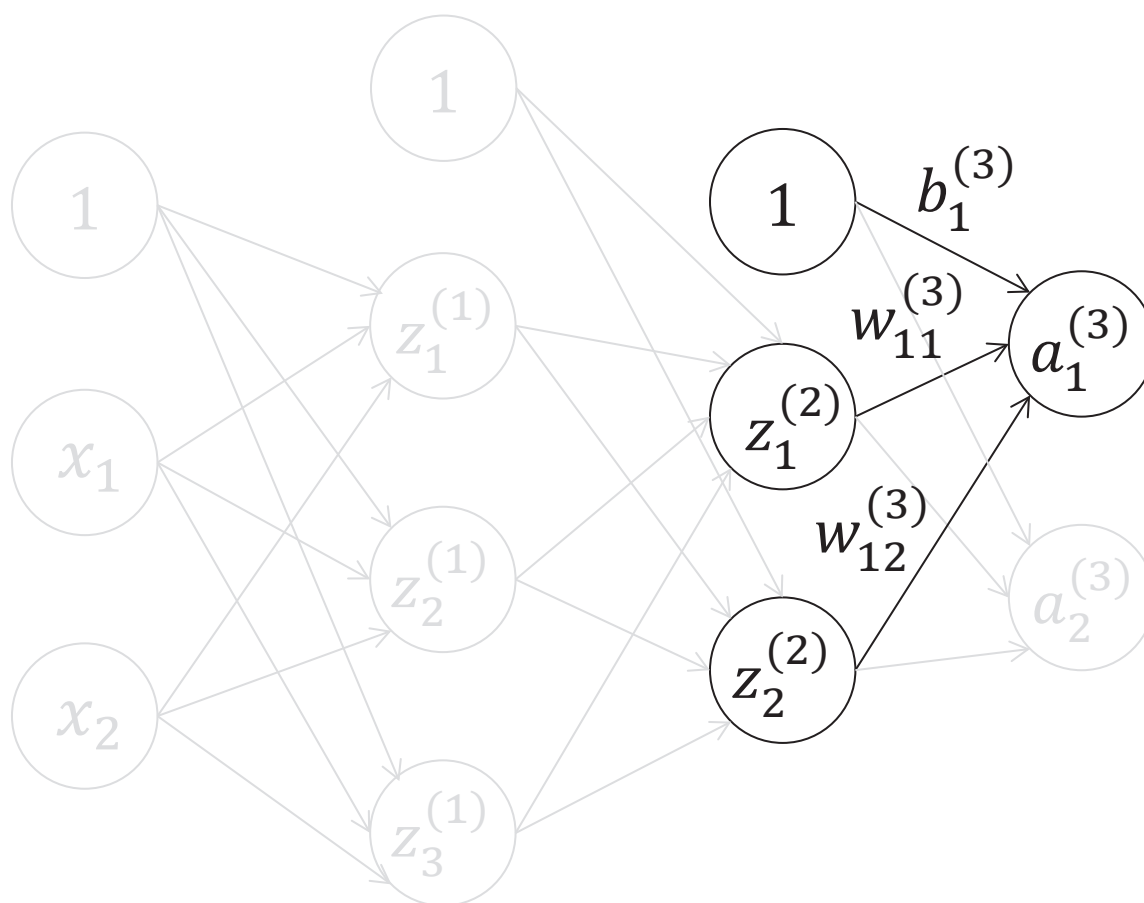 1
1
1
b_1^{(3)}
z_1^{(1)}
w_{11}^{(3)}
a_1^{(3)}
x_1
z_1^{(2)}
w_{12}^{(3)}
z_2^{(1)}
a_2^{(3)}
x_2
z_2^{(2)}
z_3^{(1)}